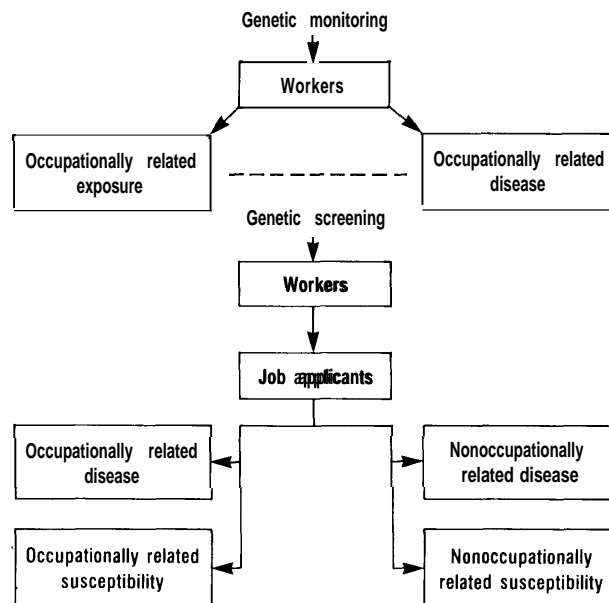 Genetic monitoring
Workers
Occupationally related
exposure
Occupationally related
disease
Genetic screening
Workers
Job applicants
Occupationally related
disease
Nonoccupationally
related disease
Occupationally related
susceptibility
Nonoccupationally
related susceptibility